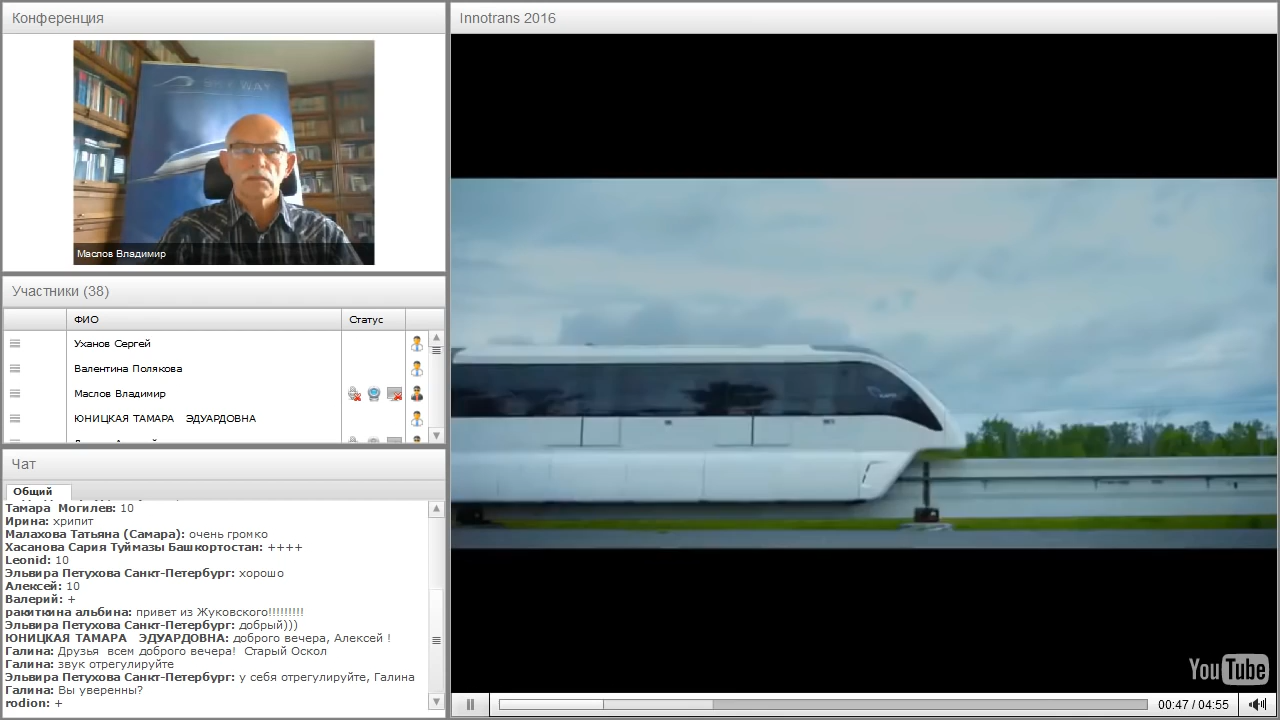 Конференция
SKY WAY
Маслов Владимир
Участники (38)
ФИО
Статус
Уханов Сергей
Валентина Полякова
Маслов Владимир
ЮНИЦКАЯ ТАМАРА ЭДУАРДОВНА
Чат
Общий
Тамара Могилев: 10
Ирина: хрипит
Малахова Татьяна (Самара): очень громко
Хасанова Сария Туймазы Башкортостан: ++++
Leonid: 10
Эльвира Петухова Санкт-Петербург: хорошо
Алексей: 10
Валерий: +
ракиткина альбина: привет из Жуковского!!!!!!!!!
Эльвира Петухова Санкт-Петербург: добрый)))
ЮНИЦКАЯ ТАМАРА ЭДУАРДОВНА: доброго вечера, Алексей !
Галина: Друзья всем доброго вечера! Старый Оскол
Галина: звук отрегулируйте
Эльвира Петухова Санкт-Петербург: у себя отрегулируйте, Галина
Галина: Вы уверенны?
rodion: +
Innotrans 2016
YouTube
00:47 / 04:55